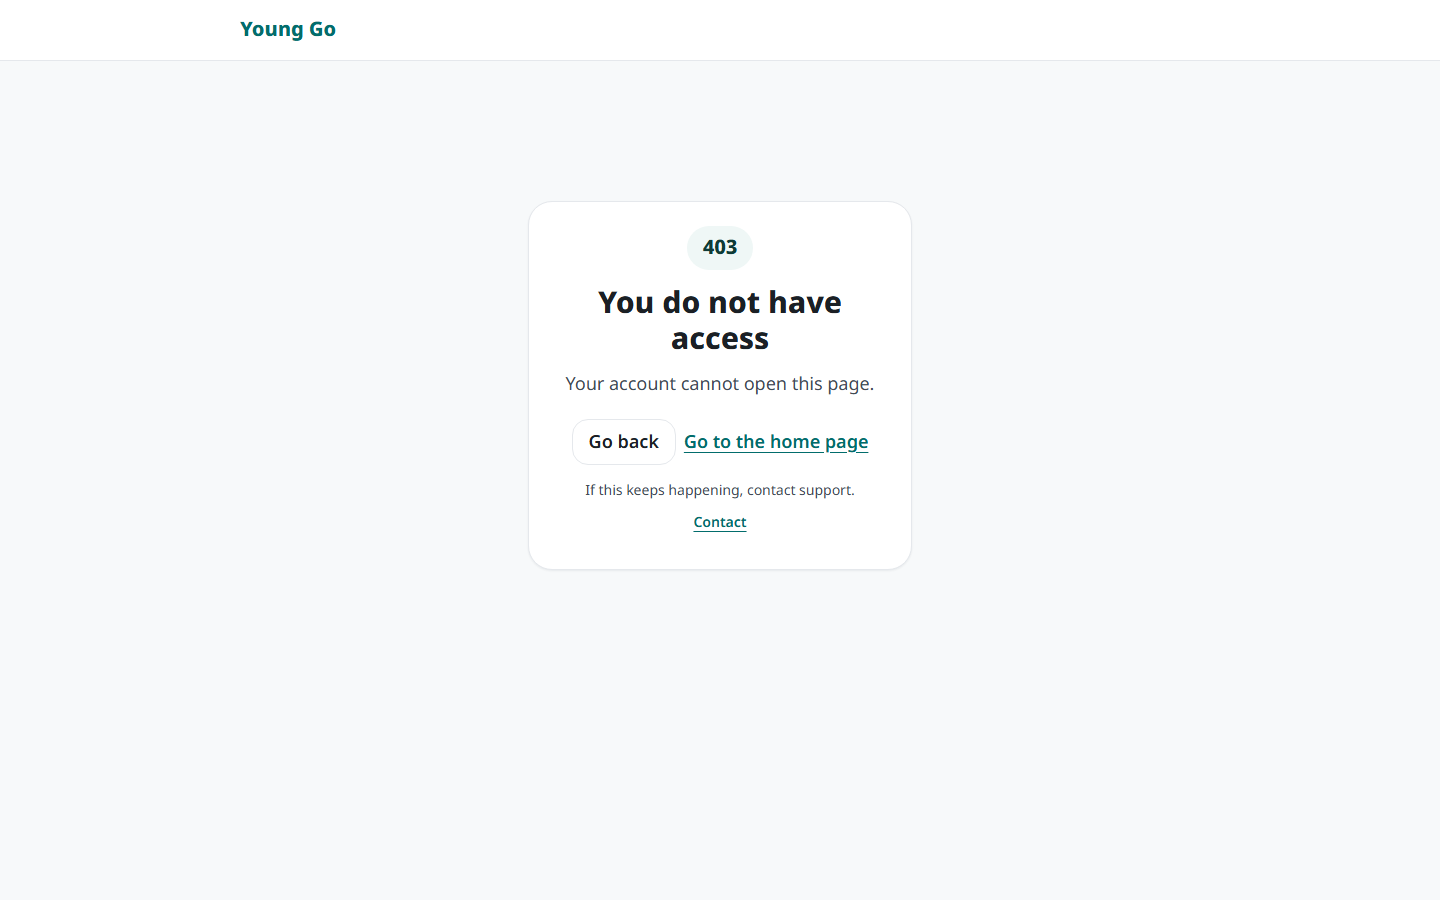 Young Go
403
You do not have
access
Your account cannot open this page.
Go back Go to the home page
If this keeps happening, contact support.
Contact